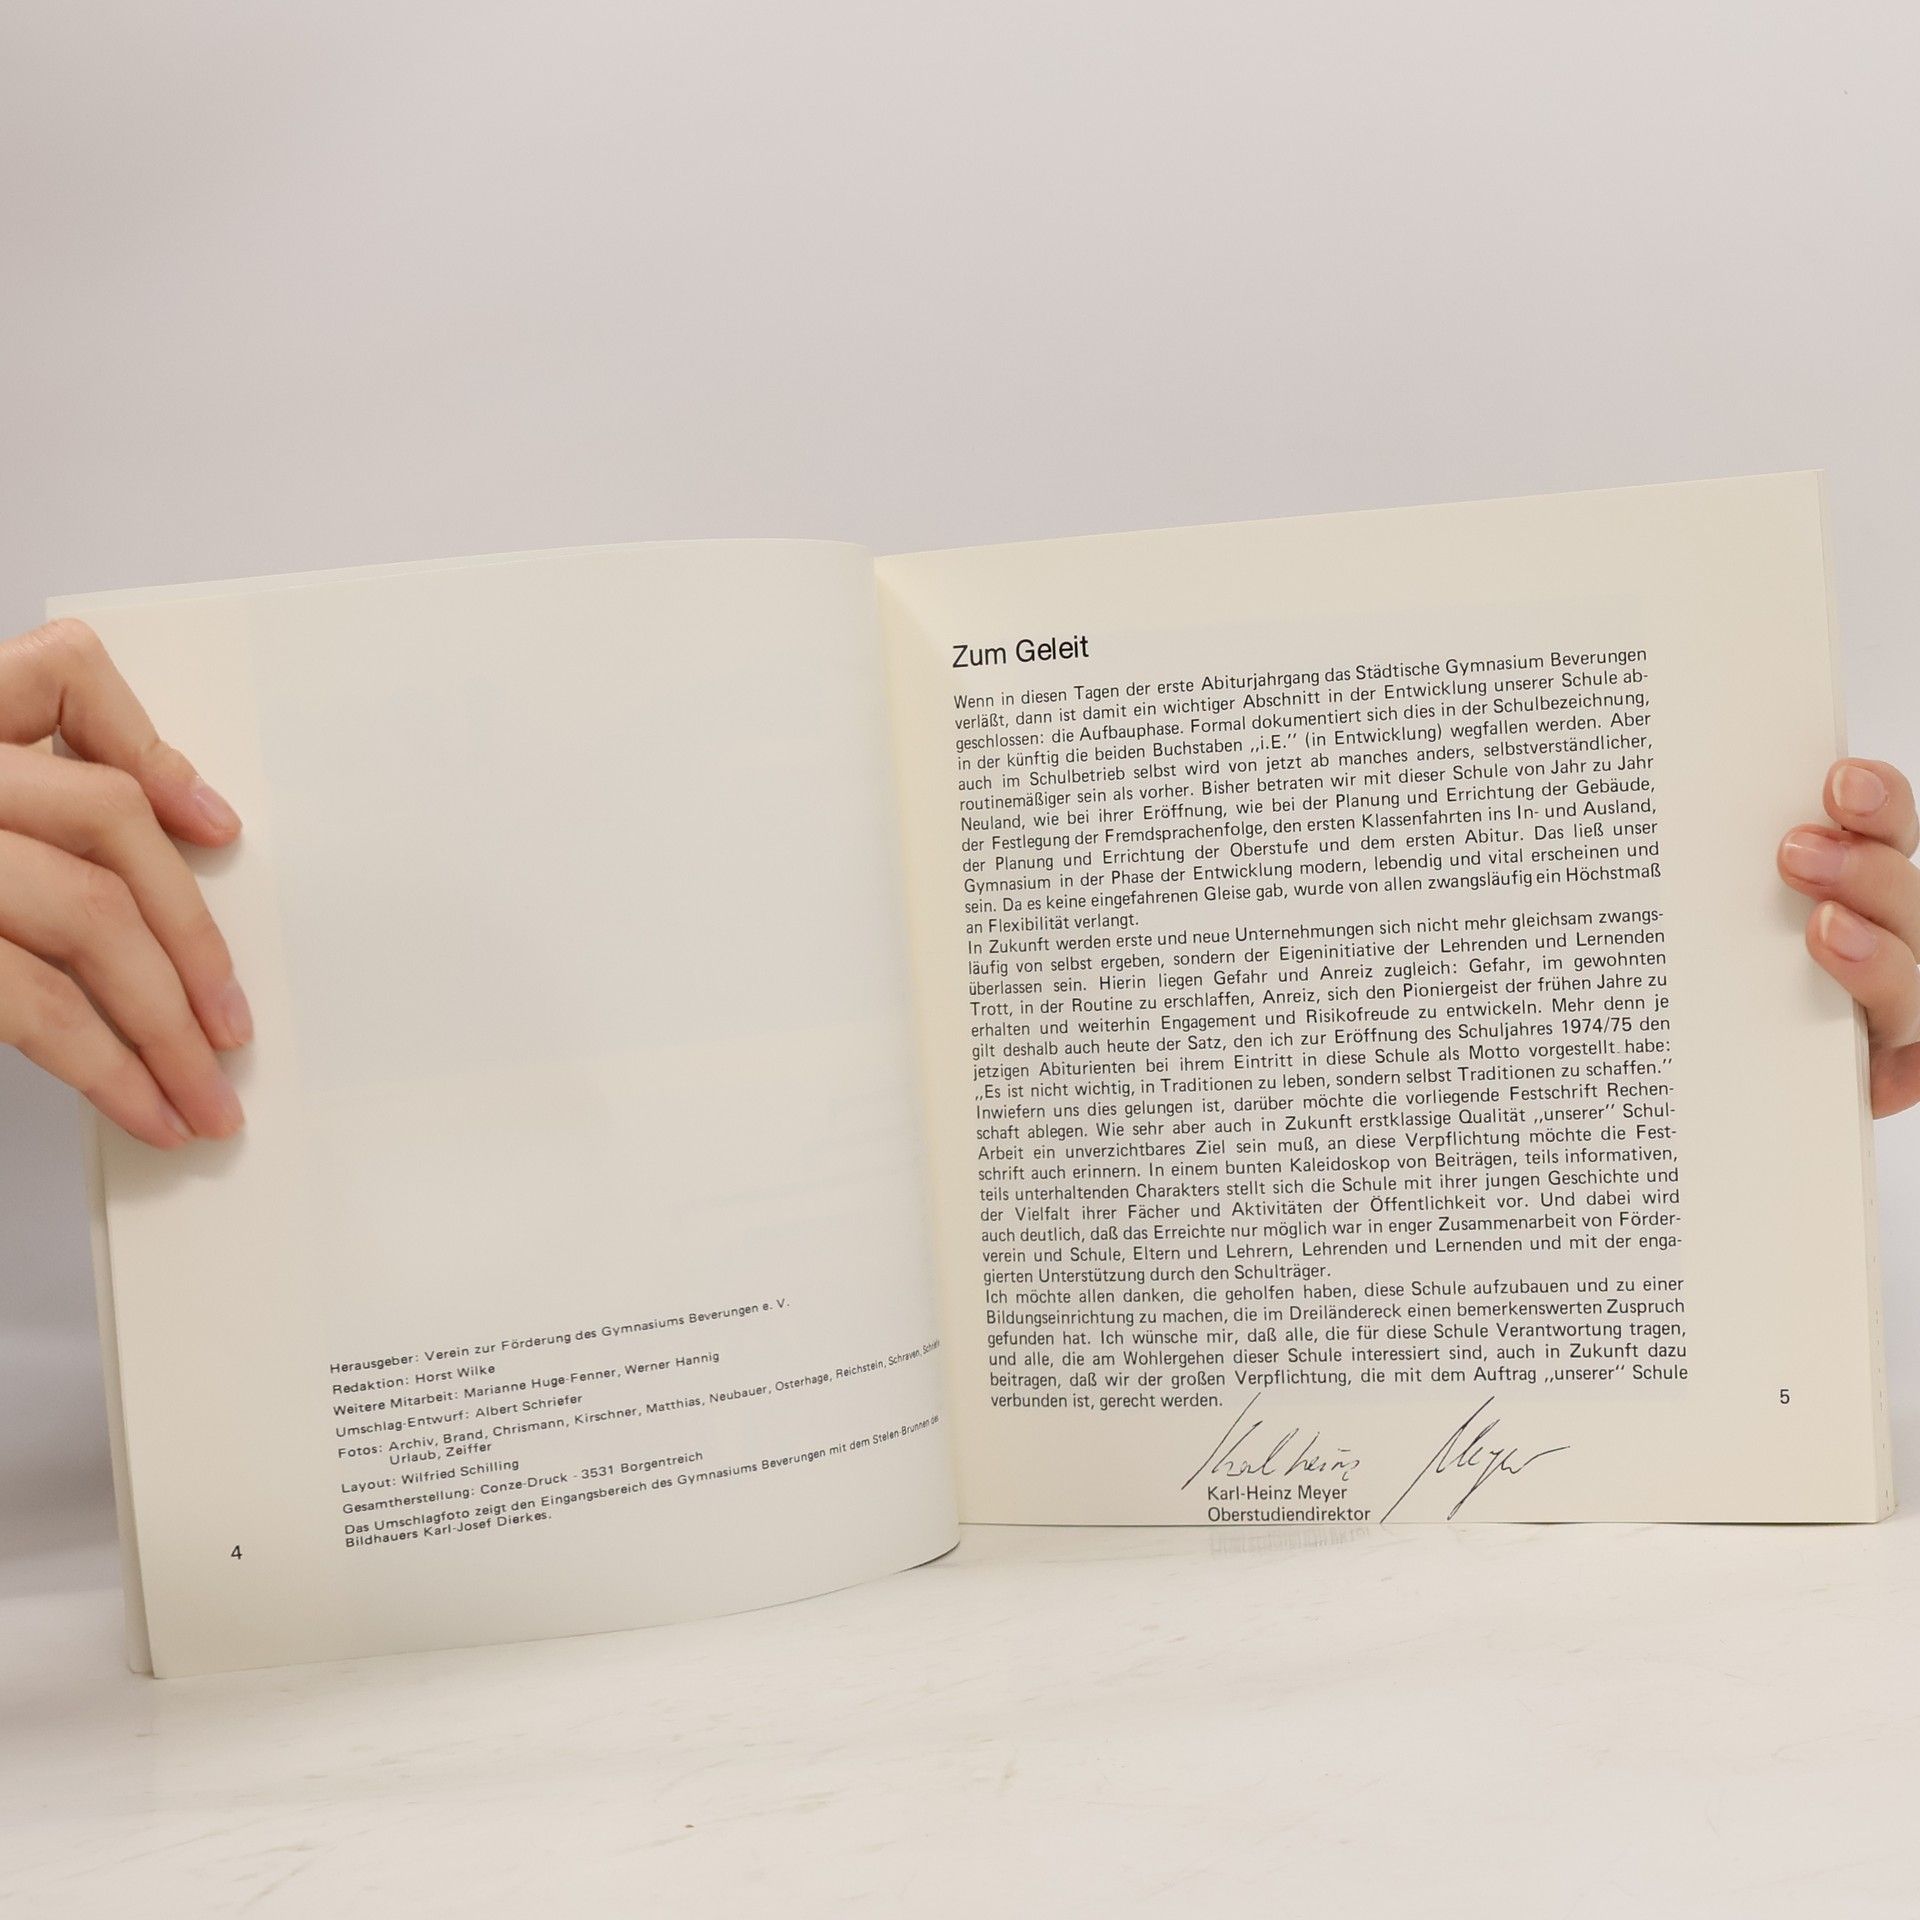 Herausgeber: Verein zur Förderung des Gymnasiums Beverungen e. V.
Redaktion: Horst Wilke
Weitere Mitarbeit: Marianne Huge-Fenner, Werner Hannig
Umschlag-Entwurf: Albert Schriefer
Fotos: Archiv, Brand, Chrismann, Kirschner, Matthias, Neubauer, Osterhage, Reichstein, Schraven,
Urlaub, Zeiffer
Layout: Wilfried Schilling
Gesamtherstellung: Conze-Druck - 3531 Borgentreich
Das Umschlagfoto zeigt den Eingangsbereich des Gymnasiums Beverungen mit dem Stelen-Brunnen des
Bildhauers Karl-Josef Dierkes.
4
Zum Geleit
Wenn in diesen Tagen der erste Abiturjahrgang das Städtische Gymnasium Beverungen
verläßt, dann ist damit ein wichtiger Abschnitt in der Entwicklung unserer Schule ab-
geschlossen: die Aufbauphase. Formal dokumentiert sich dies in der Schulbezeichnung,
in der künftig die beiden Buchstaben „i.E.“ (in Entwicklung) wegfallen werden. Aber
auch im Schulbetrieb selbst wird von jetzt ab manches anders, selbstverständlicher,
routinemäßiger sein als vorher. Bisher betraten wir mit dieser Schule von Jahr zu Jahr
Neuland, wie bei ihrer Eröffnung, wie bei der Planung und Errichtung der Gebäude,
der Festlegung der Fremdsprachenfolge, den ersten Klassenfahrten ins In- und Ausland,
der Planung und Errichtung der Oberstufe und dem ersten Abitur. Das ließ unser
Gymnasium in der Phase der Entwicklung modern, lebendig und vital erscheinen und
sein. Da es keine eingefahrenen Gleise gab, wurde von allen zwangsläufig ein Höchstmaß
an Flexibilität verlangt.
In Zukunft werden erste und neue Unternehmungen sich nicht mehr gleichsam zwangs-
läufig von selbst ergeben, sondern der Eigeninitiative der Lehrenden und Lernenden
überlassen sein. Hierin liegen Gefahr und Anreiz zugleich: Gefahr, im gewohnten
Trott, in der Routine zu erschlaffen, Anreiz, sich den Pioniergeist der frühen Jahre zu
erhalten und weiterhin Engagement und Risikofreude zu entwickeln. Mehr denn je
gilt deshalb auch heute der Satz, den ich zur Eröffnung des Schuljahres 1974/75 den
jetzigen Abiturienten bei ihrem Eintritt in diese Schule als Motto vorgestellt habe:
„Es ist nicht wichtig, in Traditionen zu leben, sondern selbst Traditionen zu schaffen.“
Inwiefern uns dies gelungen ist, darüber möchte die vorliegende Festschrift Rechen-
schaft ablegen. Wie sehr aber auch in Zukunft erstklassige Qualität „unserer“ Schul-
Arbeit ein unverzichtbares Ziel sein muß, an diese Verpflichtung möchte die Fest-
schrift auch erinnern. In einem bunten Kaleidoskop von Beiträgen, teils informativen,
teils unterhaltenden Charakters stellt sich die Schule mit ihrer jungen Geschichte und
der Vielfalt ihrer Fächer und Aktivitäten der Öffentlichkeit vor. Und dabei wird
auch deutlich, daß das Erreichte nur möglich war in enger Zusammenarbeit von Förder-
verein und Schule, Eltern und Lehrern, Lehrenden und Lernenden und mit der enga-
gierten Unterstützung durch den Schulträger.
Ich möchte allen danken, die geholfen haben, diese Schule aufzubauen und zu einer
Bildungseinrichtung zu machen, die im Dreiländereck einen bemerkenswerten Zuspruch
gefunden hat. Ich wünsche mir, daß alle, die für diese Schule Verantwortung tragen,
und alle, die am Wohlergehen dieser Schule interessiert sind, auch in Zukunft dazu
beitragen, daß wir der großen Verpflichtung, die mit dem Auftrag „unserer“ Schule
verbunden ist, gerecht werden.
Karlheinz Meyer
Karl-Heinz Meyer
Oberstudiendirektor
5